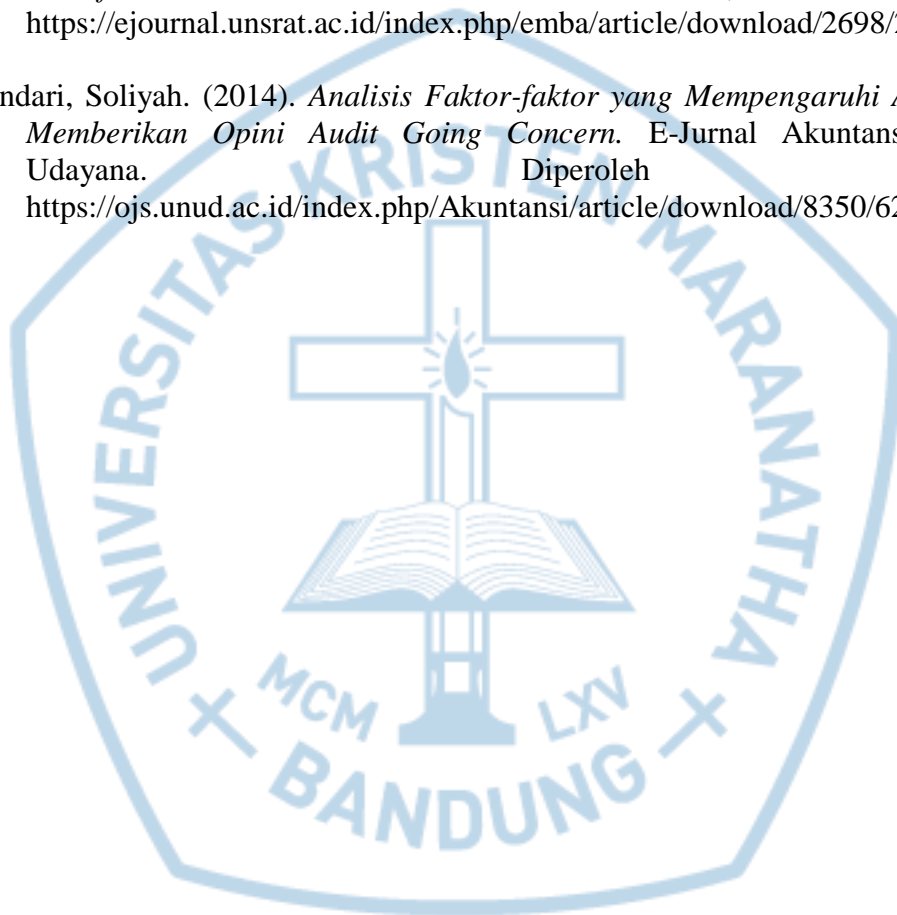 https://ejournal.unsrat.ac.id/index.php/emba/article/download/2698/
ndari, Soliyah. (2014). Analisis Faktor-faktor yang Mempengaruhi
Memberikan Opini Audit Going Concern. E-Jurnal Akuntans
Udayana. Diperoleh
https://ojs.unud.ac.id/index.php/Akuntansi/article/download/8350/62
UNIVERSITAS KRISTEN MARANATHA
MCM LXV
BANDUNG